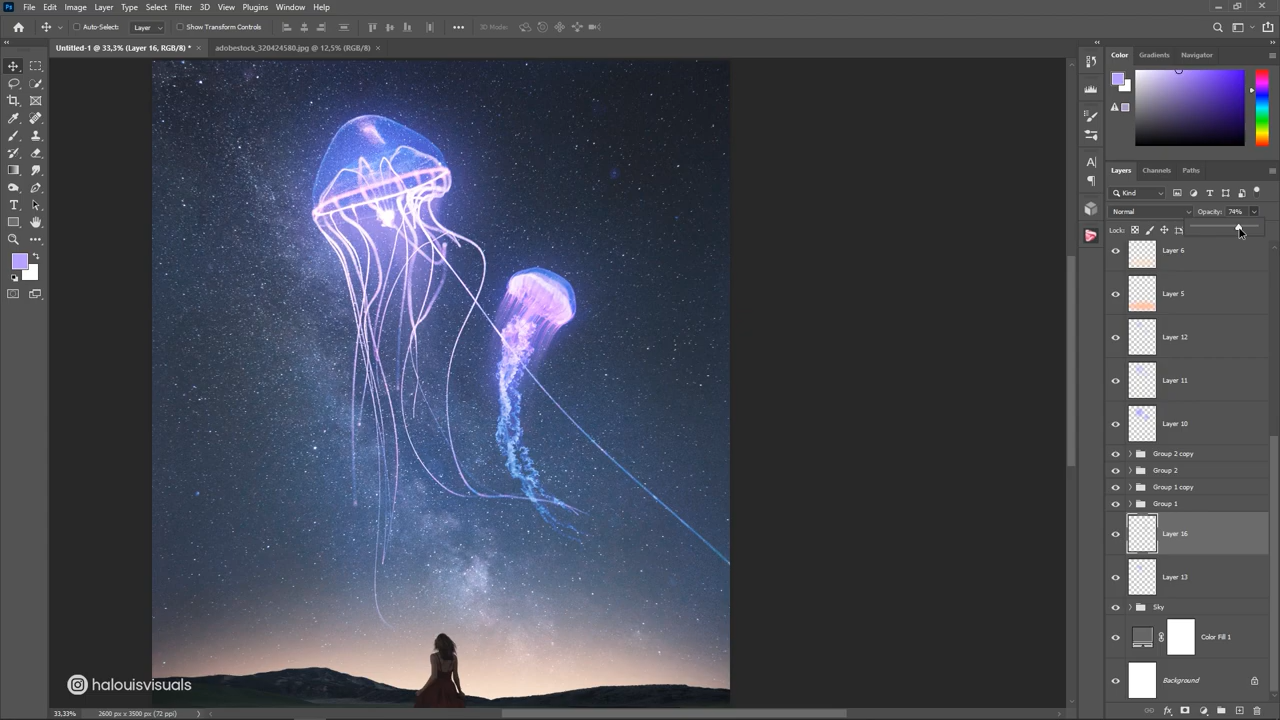 Ps File Edit Image Layer Type Select Filter 3D View Plugins Window Help
Auto-Select: Layer Show Transform Controls 3D Mode:
Untitled-1 @ 33,3% (Layer 16, RGB/8) * × adobestock_320424580.jpg @ 12,5% (RGB/8) ×
Color Gradients Navigator
Layers Channels Paths
Kind
Normal Opacity: 74%
Lock:
Layer 6
Layer 5
Layer 12
Layer 11
Layer 10
Group 2 copy
Group 2
Group 1 copy
Group 1
Layer 16
Layer 13
Sky
Color Fill 1
Background
halouisvisuals
33,33% 2600 px x 3500 px (72 ppi)